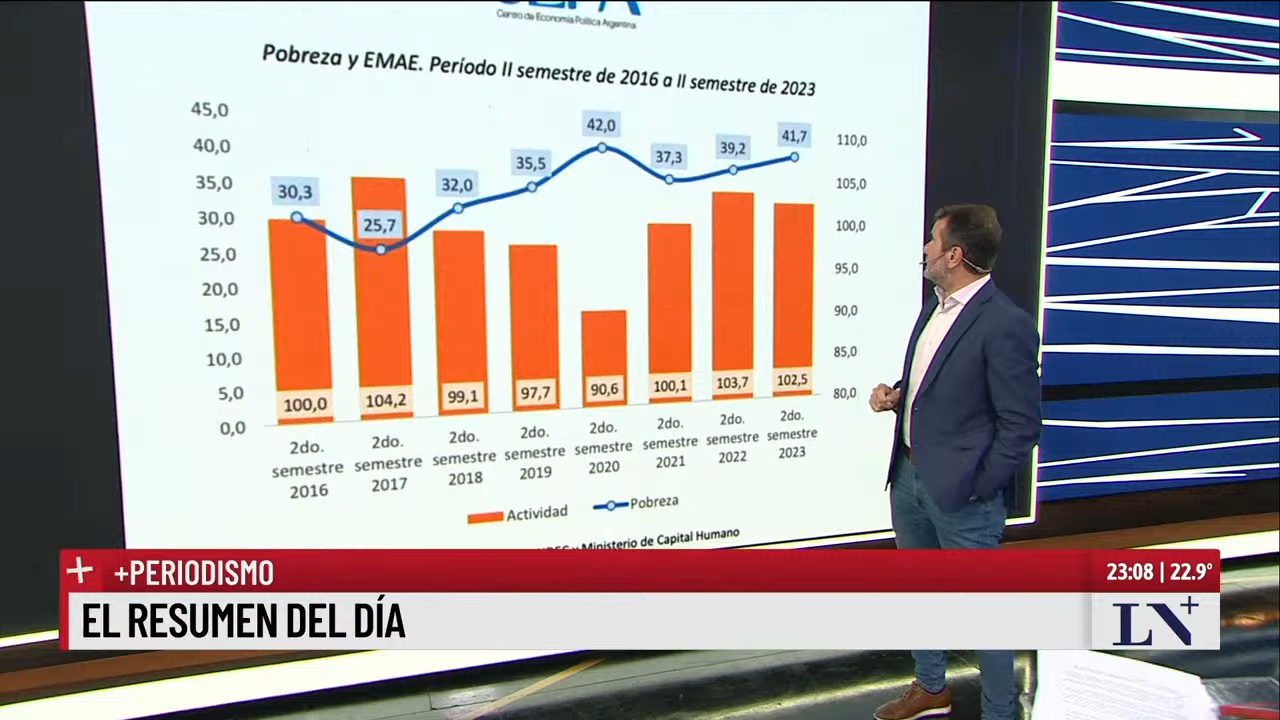 Centro de Economía Política Argentina
Pobreza y EMAE. Período II semestre de 2016 a II semestre de 2023
45,0
40,0
35,0
30,0
25,0
20,0
15,0
10,0
5,0
0,0
30,3
25,7
32,0
35,5
42,0
37,3
39,2
41,7
110,0
105,0
100,0
95,0
90,0
85,0
80,0
100,0
104,2
99,1
97,7
90,6
100,1
103,7
102,5
2do. semestre 2016
2do. semestre 2017
2do. semestre 2018
2do. semestre 2019
2do. semestre 2020
2do. semestre 2021
2do. semestre 2022
2do. semestre 2023
Actividad
Pobreza
Ministerio de Capital Humano
+PERIODISMO
23:08 | 22.9°
EL RESUMEN DEL DÍA
LN+